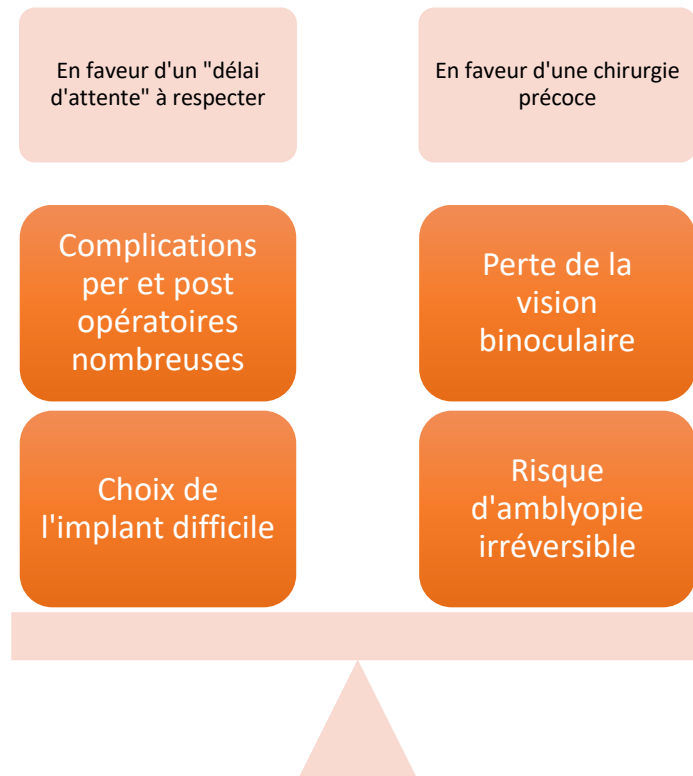 En faveur d'un "délai
d'attente" à respecter
En faveur d'une chirurgie
précoce
Complications
per et post
opératoires
nombreuses
Perte de la
vision
binoculaire
Choix de
l'implant difficile
Risque
d'amblyopie
irréversible